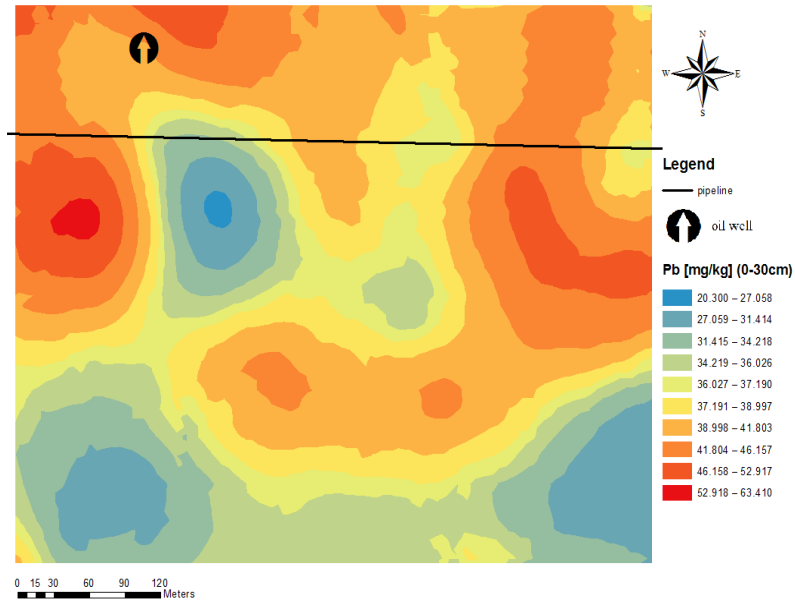 N
W E
S
Legend
pipeline
oil well
Pb [mg/kg] (0-30cm)
20.300 – 27.058
27.059 – 31.414
31.415 – 34.218
34.219 – 36.026
36.027 – 37.190
37.191 – 38.997
38.998 – 41.803
41.804 – 46.157
46.158 – 52.917
52.918 – 63.410
0 15 30 60 90 120
Meters